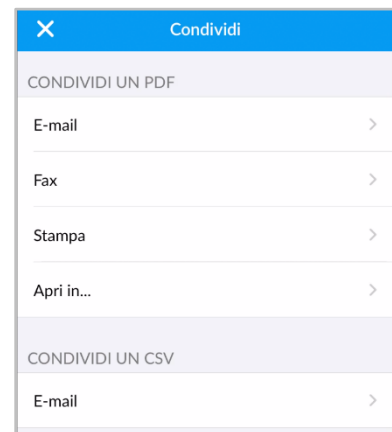 Condividi
CONDIVIDI UN PDF
E-mail
Fax
Stampa
Apri in...
CONDIVIDI UN CSV
E-mail